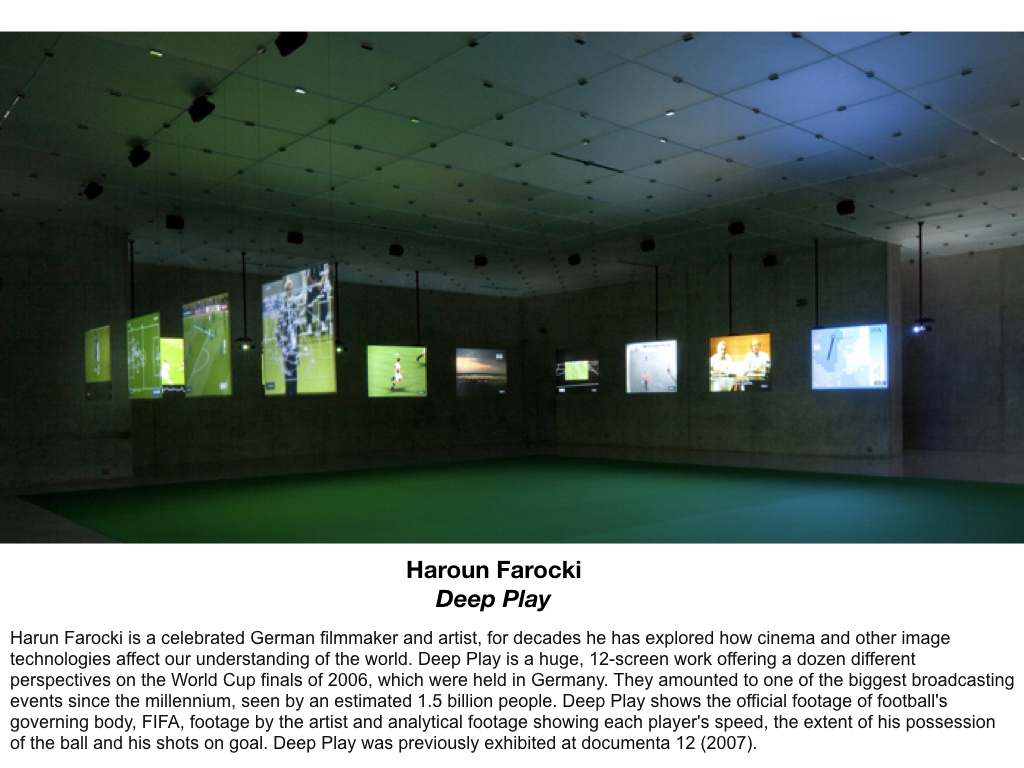 Haroun Farocki
Deep Play
Harun Farocki is a celebrated German filmmaker and artist, for decades he has explored how cinema and other image
technologies affect our understanding of the world. Deep Play is a huge, 12-screen work offering a dozen different
perspectives on the World Cup finals of 2006, which were held in Germany. They amounted to one of the biggest broadcasting
events since the millennium, seen by an estimated 1.5 billion people. Deep Play shows the official footage of football's
governing body, FIFA, footage by the artist and analytical footage showing each player's speed, the extent of his possession
of the ball and his shots on goal. Deep Play was previously exhibited at documenta 12 (2007).